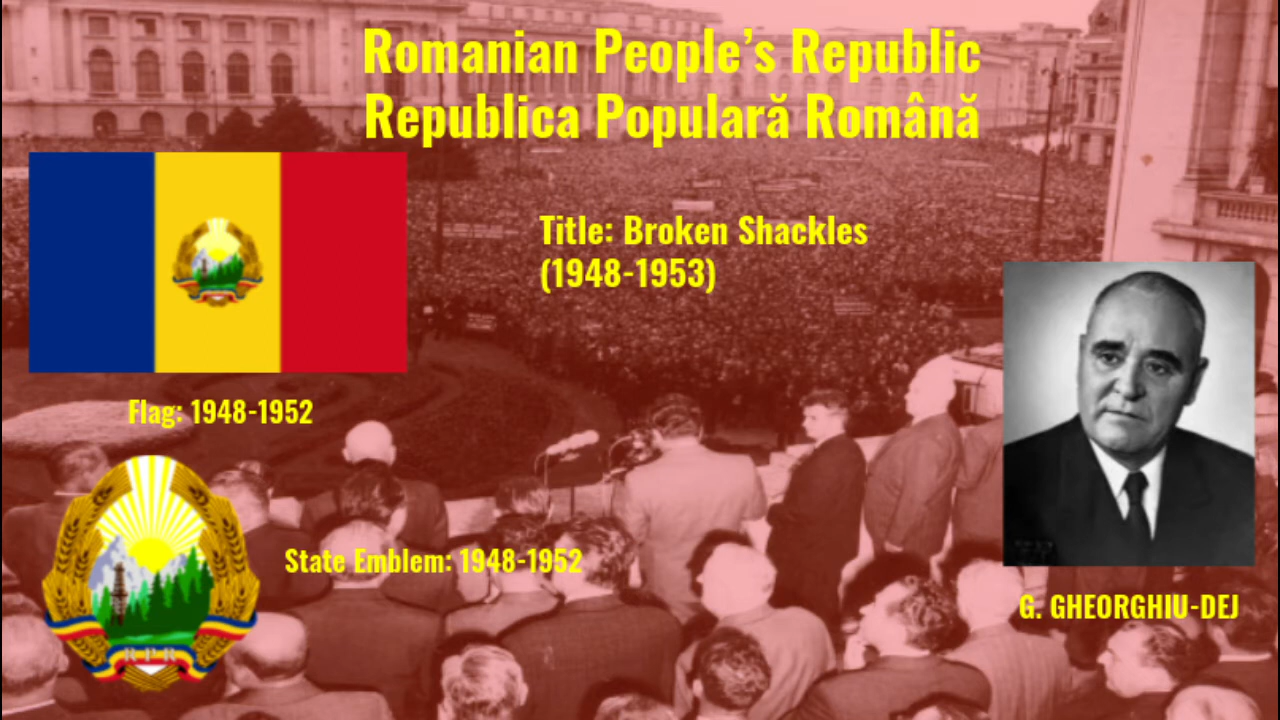 Romanian People's Republic
Republica Populară Română
Title: Broken Shackles
(1948-1953)
Flag: 1948-1952
State Emblem: 1948-1952
R P R
G. GHEORGHIU-DEJ